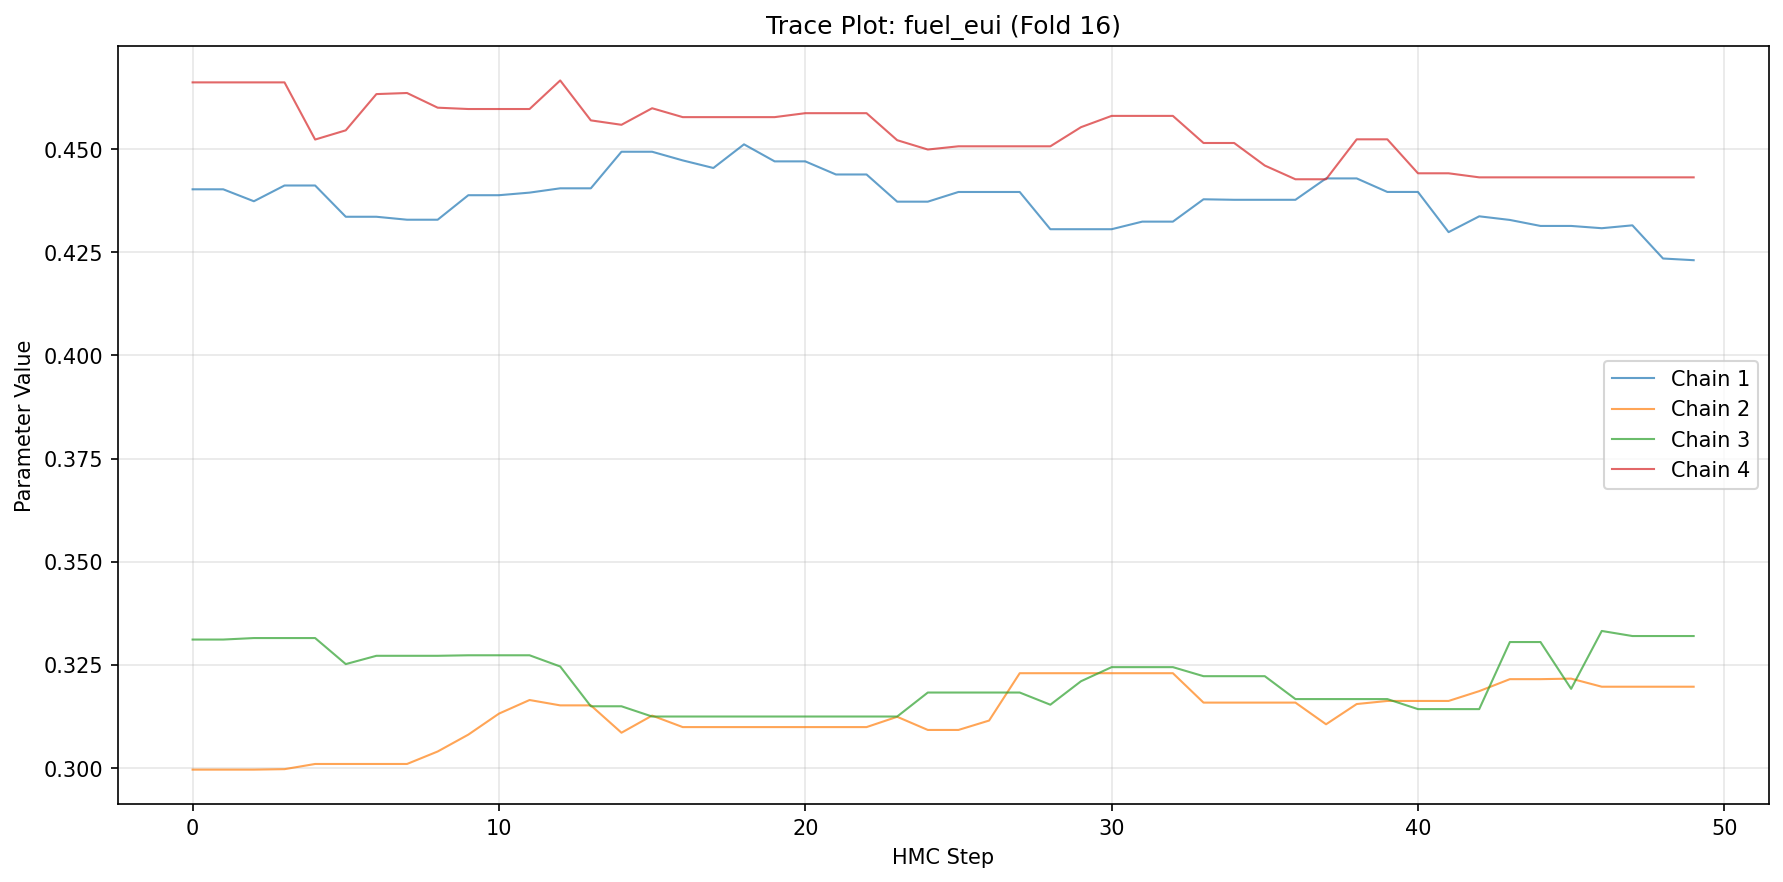 Trace Plot: fuel_eui (Fold 16)
Parameter Value
0.450
0.425
0.400
0.375
0.350
0.325
0.300
Chain 1
Chain 2
Chain 3
Chain 4
0 10 20 30 40 50
HMC Step